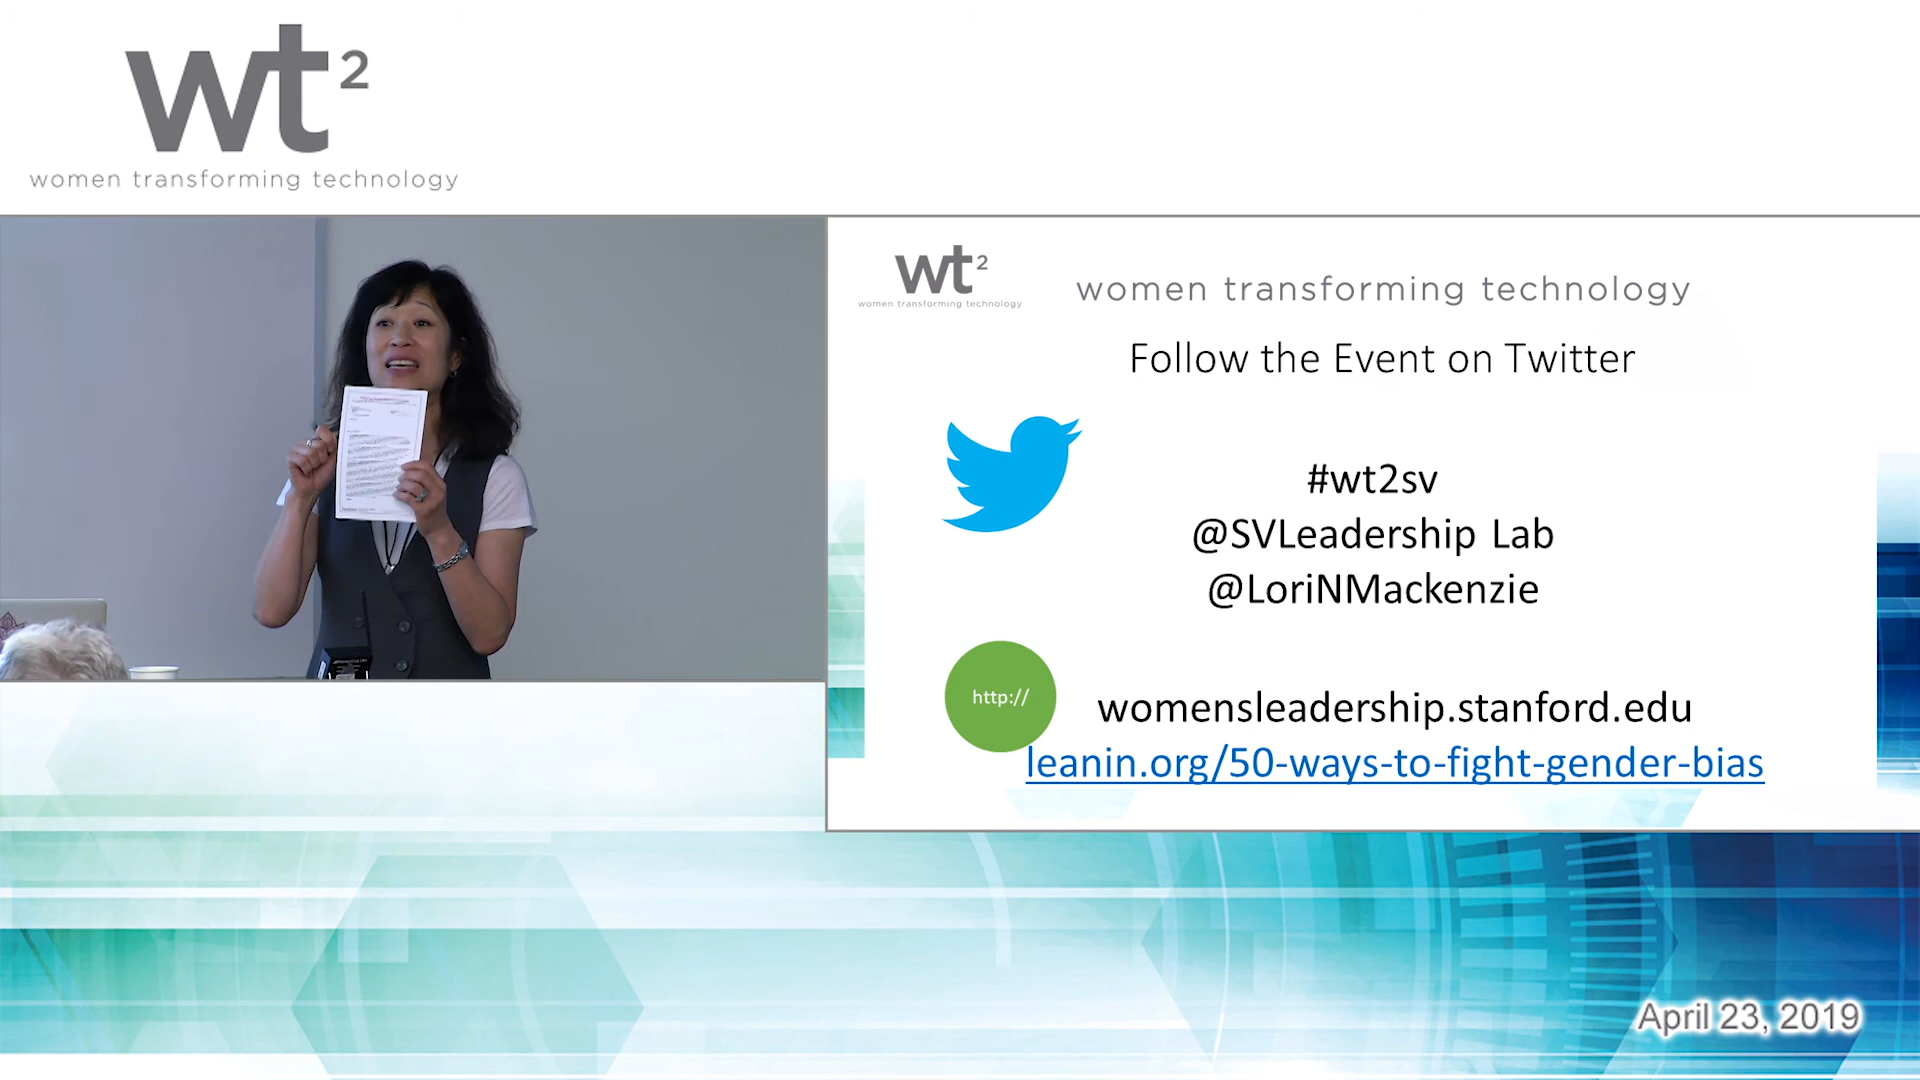 wt2
women transforming technology
wt2
women transforming technology
women transforming technology
Follow the Event on Twitter
#wt2sv
@SVLeadership Lab
@LoriNMackenzie
http://
womensleadership.stanford.edu
leanin.org/50-ways-to-fight-gender-bias
April 23, 2019